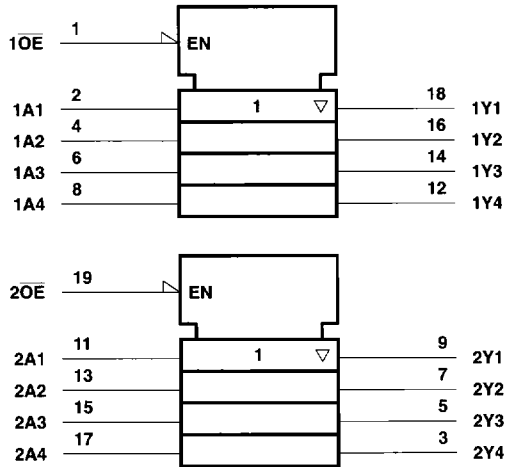 1O̅E̅ 1 EN
1A1 2 1 ▽ 18 1Y1
1A2 4 16 1Y2
1A3 6 14 1Y3
1A4 8 12 1Y4
2O̅E̅ 19 EN
2A1 11 1 ▽ 9 2Y1
2A2 13 7 2Y2
2A3 15 5 2Y3
2A4 17 3 2Y4